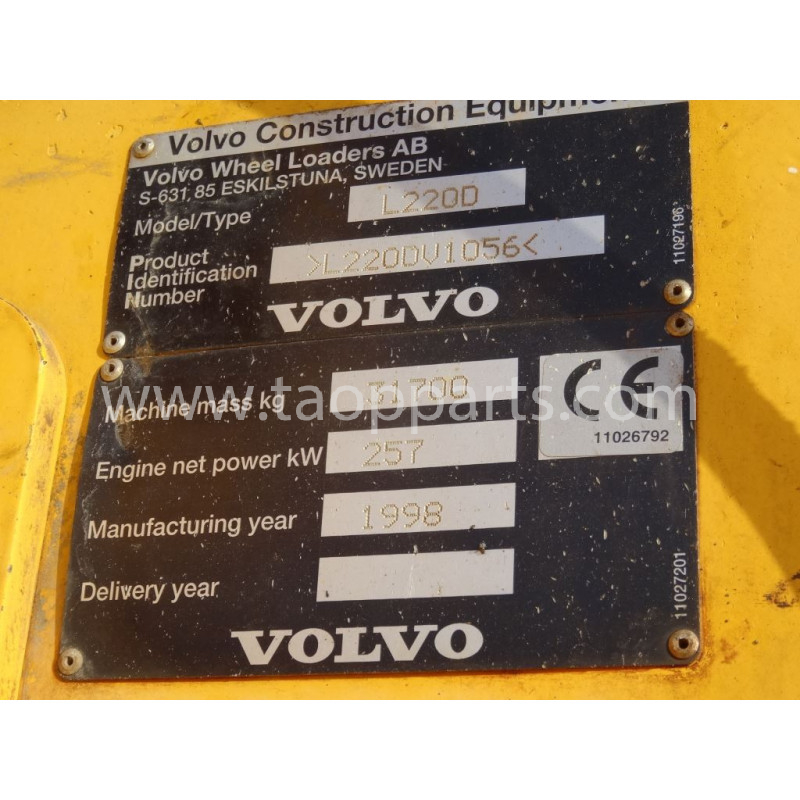 Volvo Construction Equipment
Volvo Wheel Loaders AB
S-631 85 ESKILSTUNA, SWEDEN
Model/Type L220D
Product
Identification
Number >L220DV1056<
VOLVO
11027196
Machine mass kg 31700
CE
11026792
Engine net power kW 257
Manufacturing year 1998
Delivery year
VOLVO
11027201
www.taopparts.com